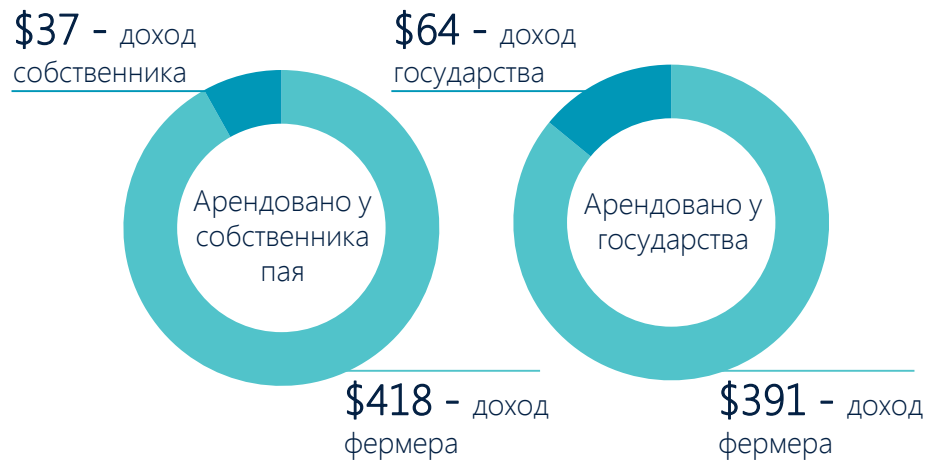 $37 - доход
собственника
$64 - доход
государства
Арендовано у
собственника
пая
Арендовано у
государства
$418 - доход
фермера
$391 - доход
фермера